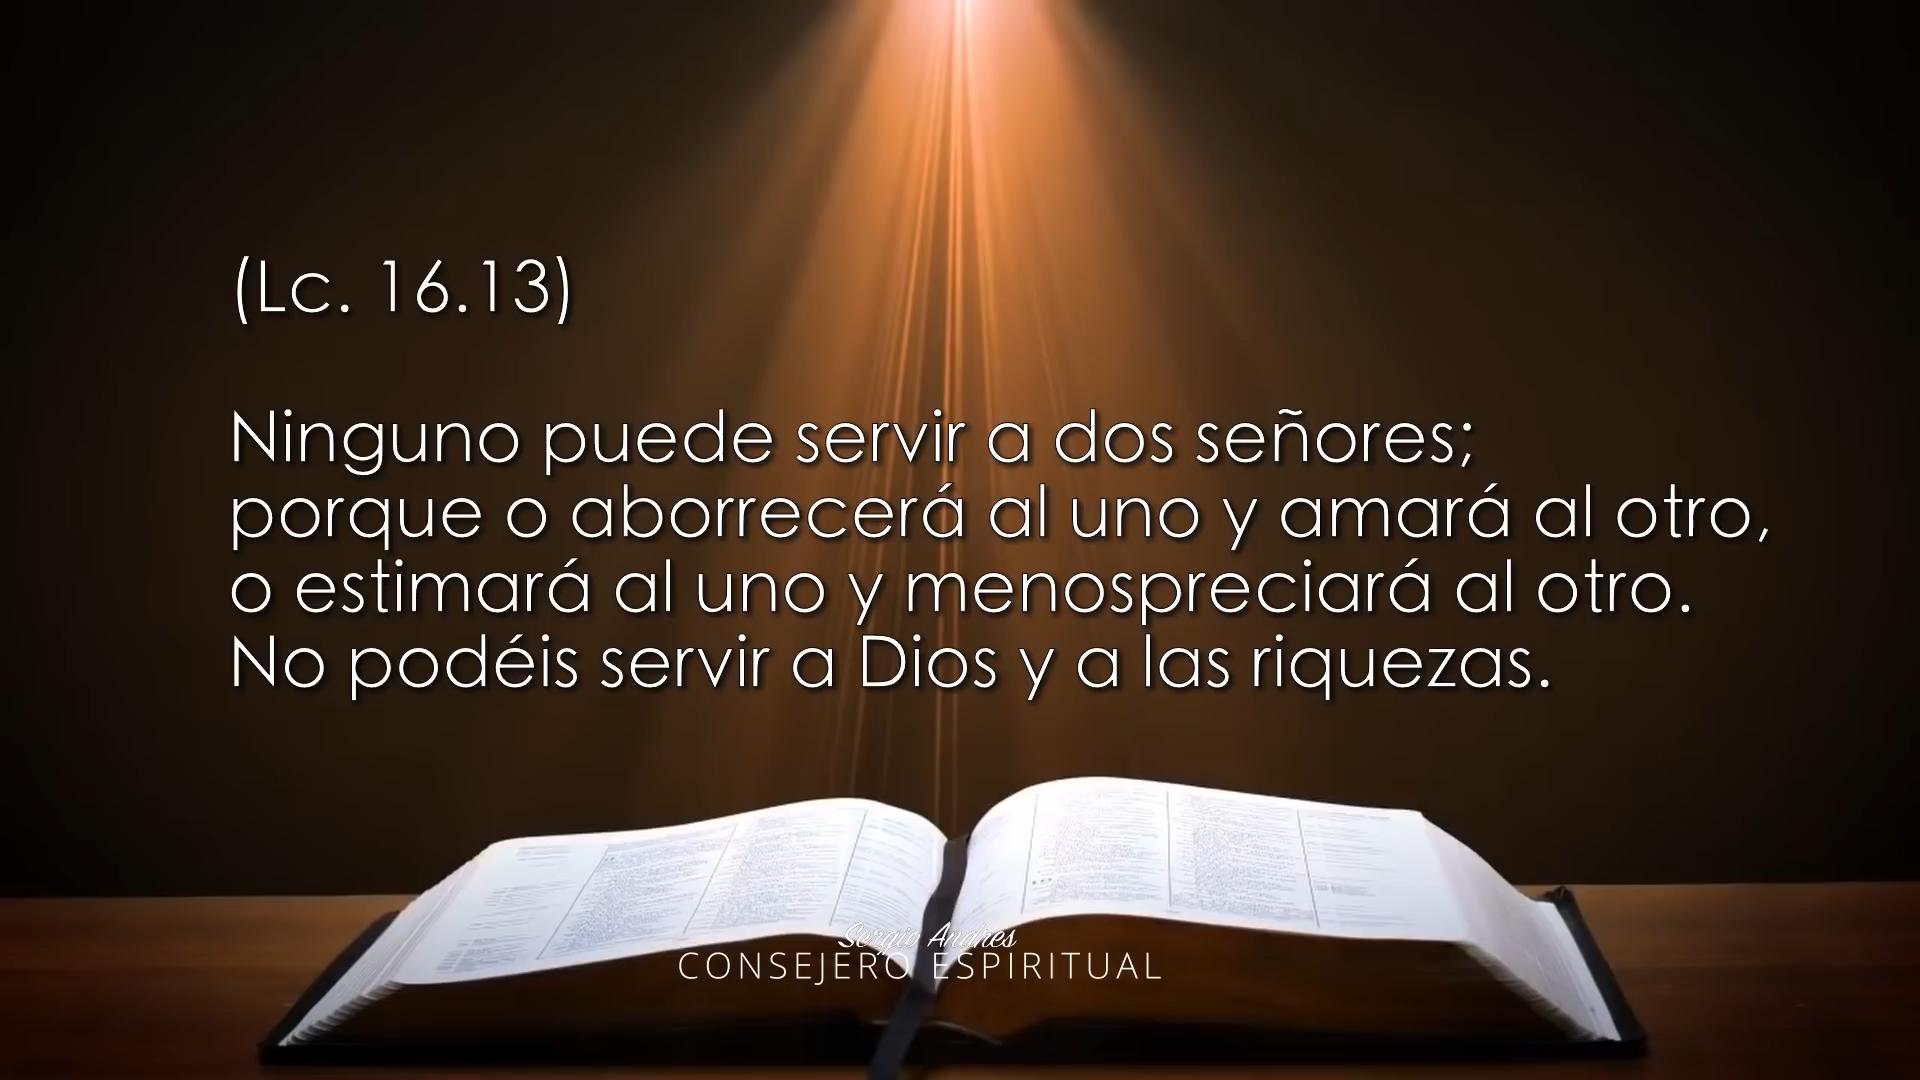 (Lc. 16.13)
Ninguno puede servir a dos señores;
porque o aborrecerá al uno y amará al otro,
o estimará al uno y menospreciará al otro.
No podéis servir a Dios y a las riquezas.
Sergio Andres
CONSEJERO ESPIRITUAL